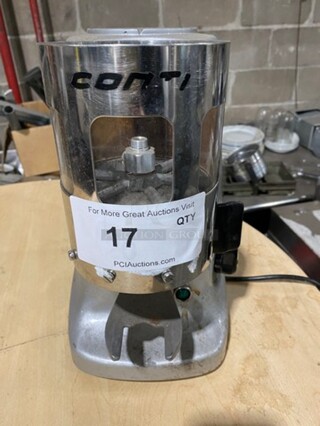 CONTI
For More Great Auctions Visit
QTY
17
PCIAuctions.com